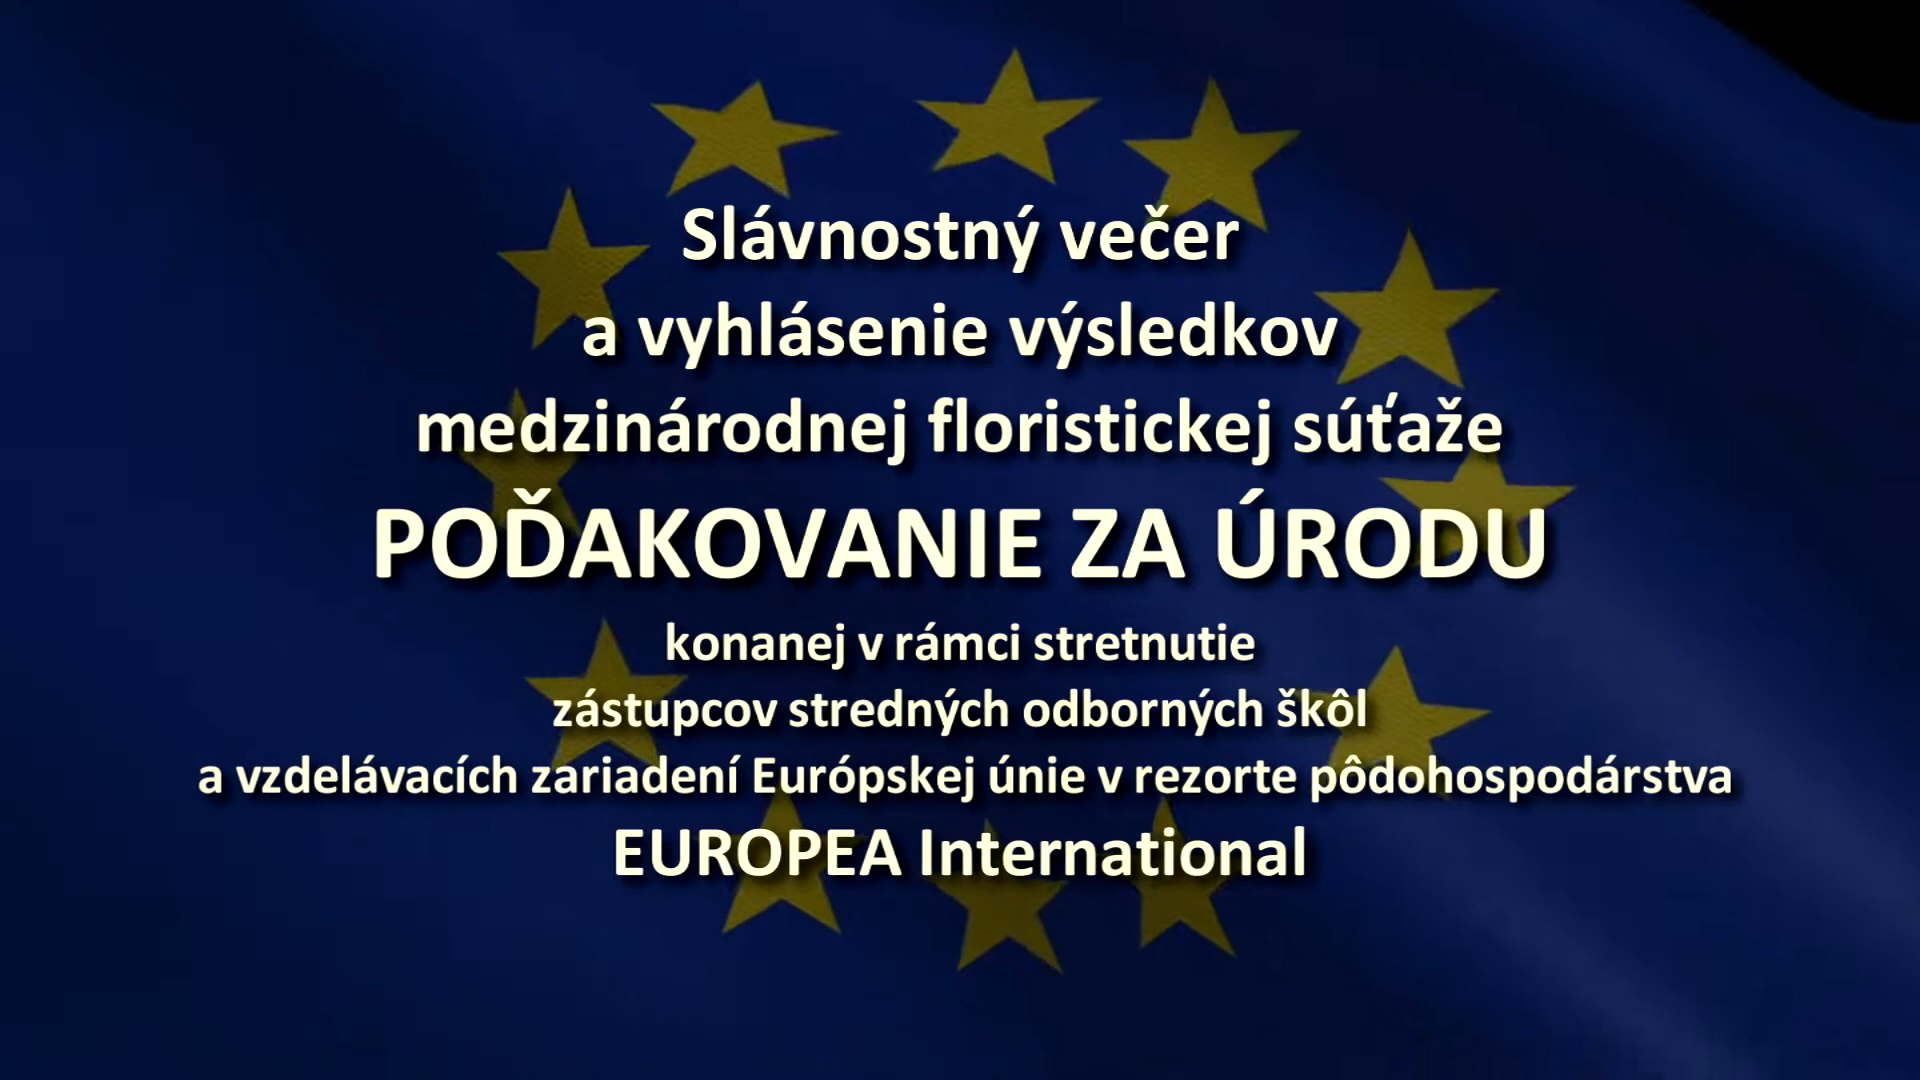 Slávnostný večer
a vyhlásenie výsledkov
medzinárodnej floristickej súťaže
POĎAKOVANIE ZA ÚRODU
konanej v rámci stretnutie
zástupcov stredných odborných škôl
a vzdelávacích zariadení Európskej únie v rezorte pôdohospodárstva
EUROPEA International